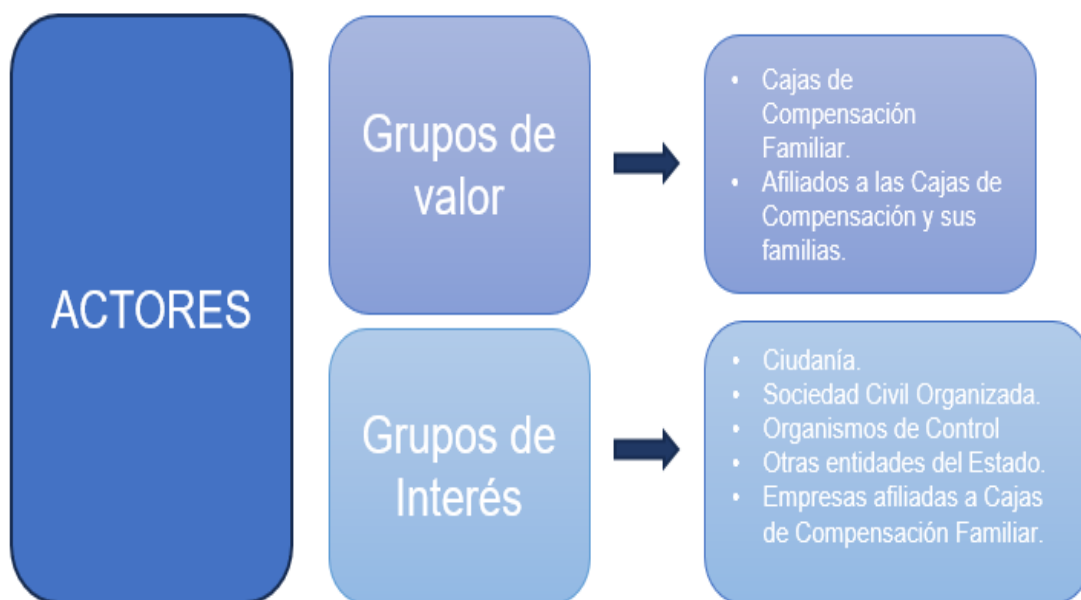 ACTORES
Grupos de
valor
• Cajas de
Compensación
Familiar.
• Afiliados a las Cajas de
Compensación y sus
familias.
Grupos de
Interés
• Ciudanía.
• Sociedad Civil Organizada.
• Organismos de Control
• Otras entidades del Estado.
• Empresas afiliadas a Cajas
de Compensación Familiar.